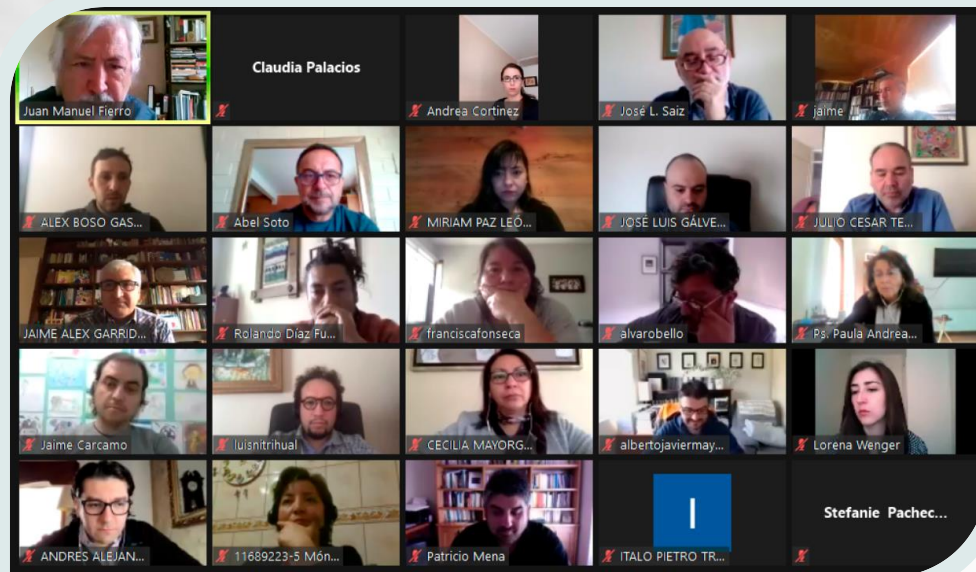 Juan Manuel Fierro
Claudia Palacios
Andrea Cortinez
José L. Saiz
jaime
ALEX BOSO GAS...
Abel Soto
MIRIAM PAZ LEÓ...
JOSÉ LUIS GÁLVE...
JULIO CESAR TE...
JAIME ALEX GARRID...
Rolando Díaz Fu...
franciscafonseca
alvarobello
Ps. Paula Andrea...
Jaime Carcamo
luisnitrihual
CECILIA MAYORG...
albertojaviermay...
Lorena Wenger
ANDRES ALEJAN...
11689223-5 Món...
Patricio Mena
I
ITALO PIETRO TR...
Stefanie Pachec...